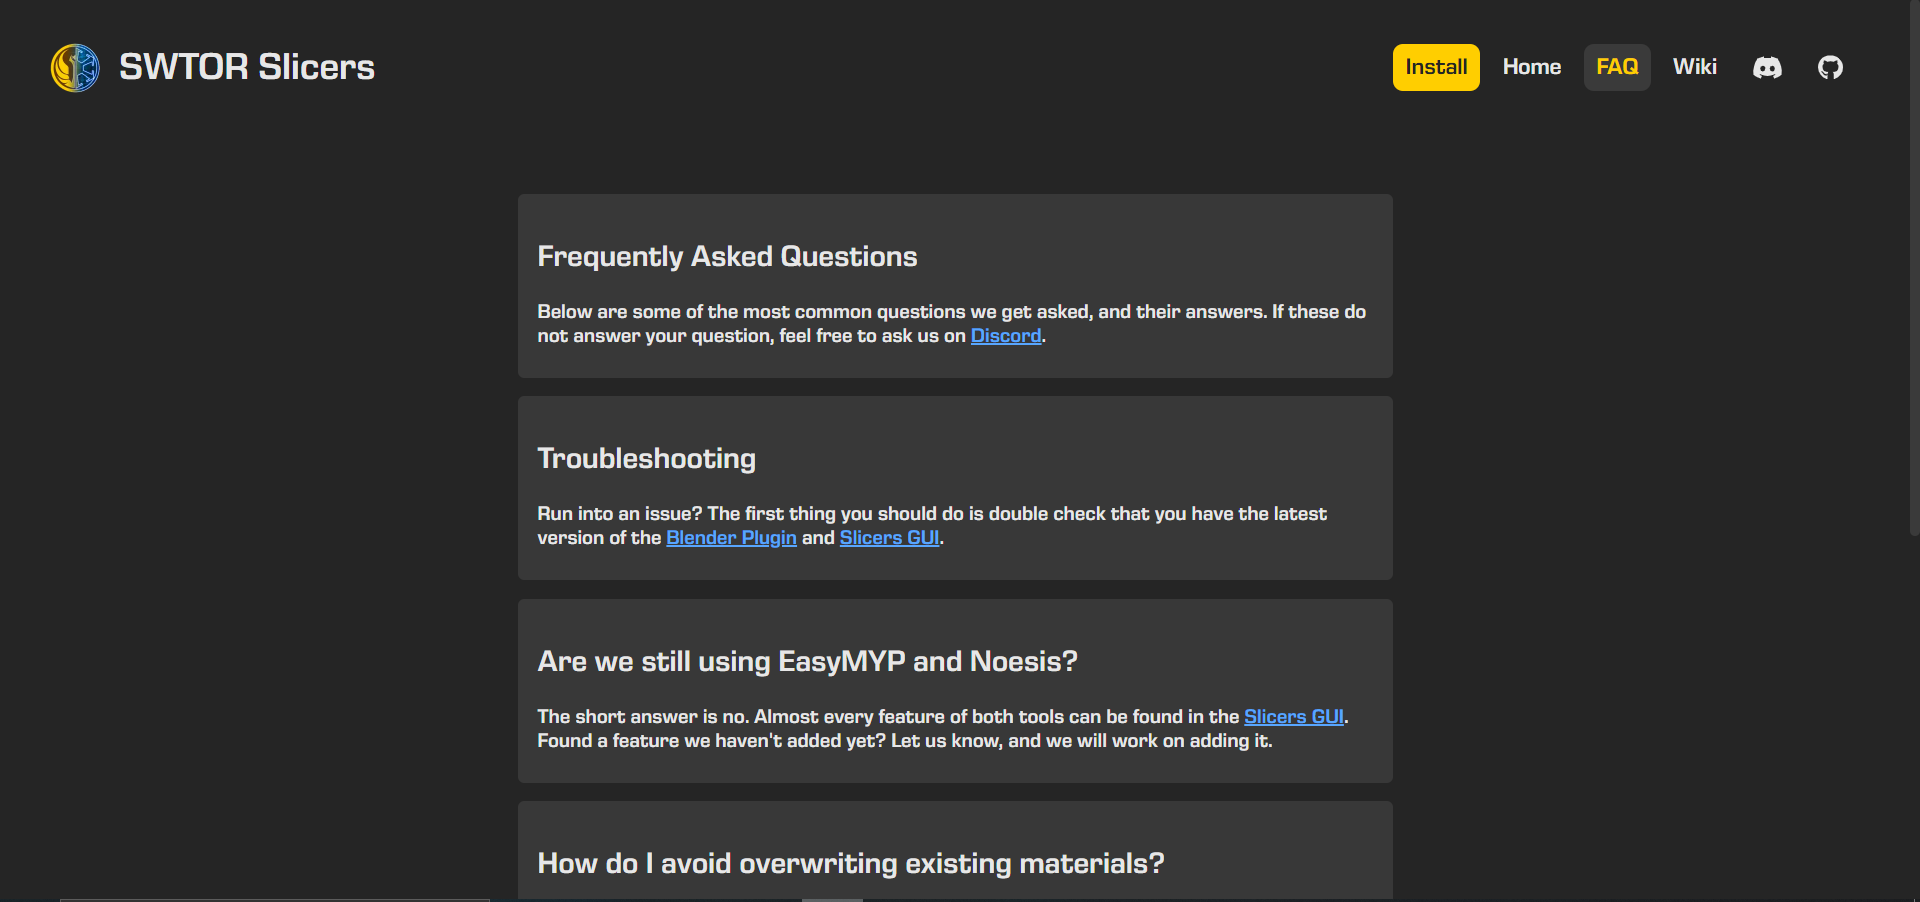 SWTOR Slicers
Install
Home
FAQ
Wiki
Frequently Asked Questions
Below are some of the most common questions we get asked, and their answers. If these do
not answer your question, feel free to ask us on Discord.
Troubleshooting
Run into an issue? The first thing you should do is double check that you have the latest
version of the Blender Plugin and Slicers GUI.
Are we still using EasyMYP and Noesis?
The short answer is no. Almost every feature of both tools can be found in the Slicers GUI.
Found a feature we haven't added yet? Let us know, and we will work on adding it.
How do I avoid overwriting existing materials?